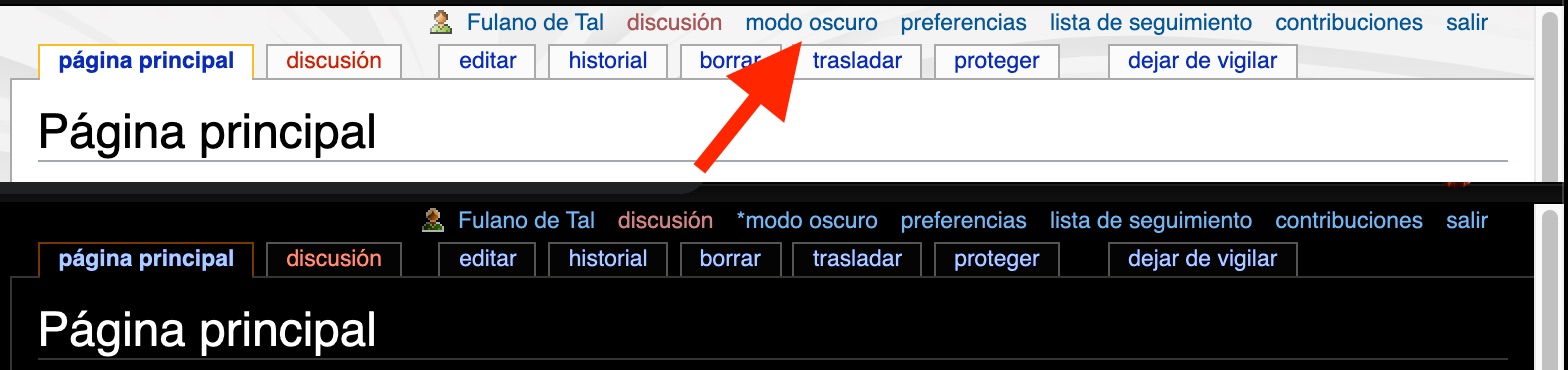 Fulano de Tal discusión modo oscuro preferencias lista de seguimiento contribuciones salir
página principal discusión editar historial borrar trasladar proteger dejar de vigilar
Página principal
Fulano de Tal discusión *modo oscuro preferencias lista de seguimiento contribuciones salir
página principal discusión editar historial borrar trasladar proteger dejar de vigilar
Página principal